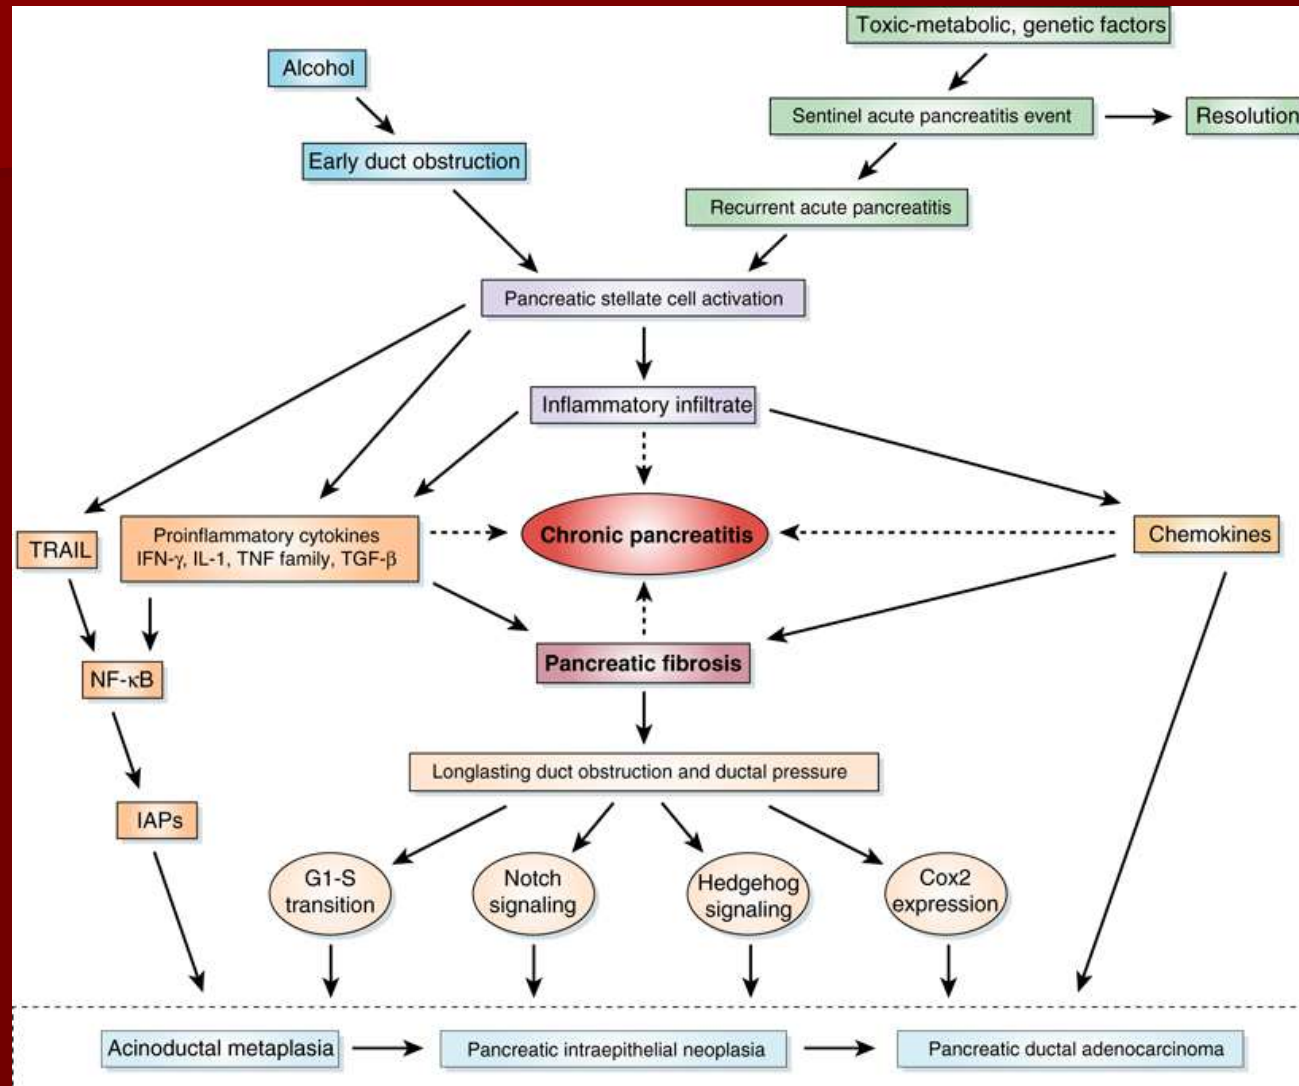 Toxic-metabolic, genetic factors
Alcohol
Sentinel acute pancreatitis event
Resolution
Early duct obstruction
Recurrent acute pancreatitis
Pancreatic stellate cell activation
Inflammatory infiltrate
TRAIL
Proinflammatory cytokines
IFN-γ, IL-1, TNF family, TGF-β
Chronic pancreatitis
Chemokines
Pancreatic fibrosis
NF-κB
Longlasting duct obstruction and ductal pressure
IAPs
G1-S
transition
Notch
signaling
Hedgehog
signaling
Cox2
expression
Acinoductal metaplasia
Pancreatic intraepithelial neoplasia
Pancreatic ductal adenocarcinoma